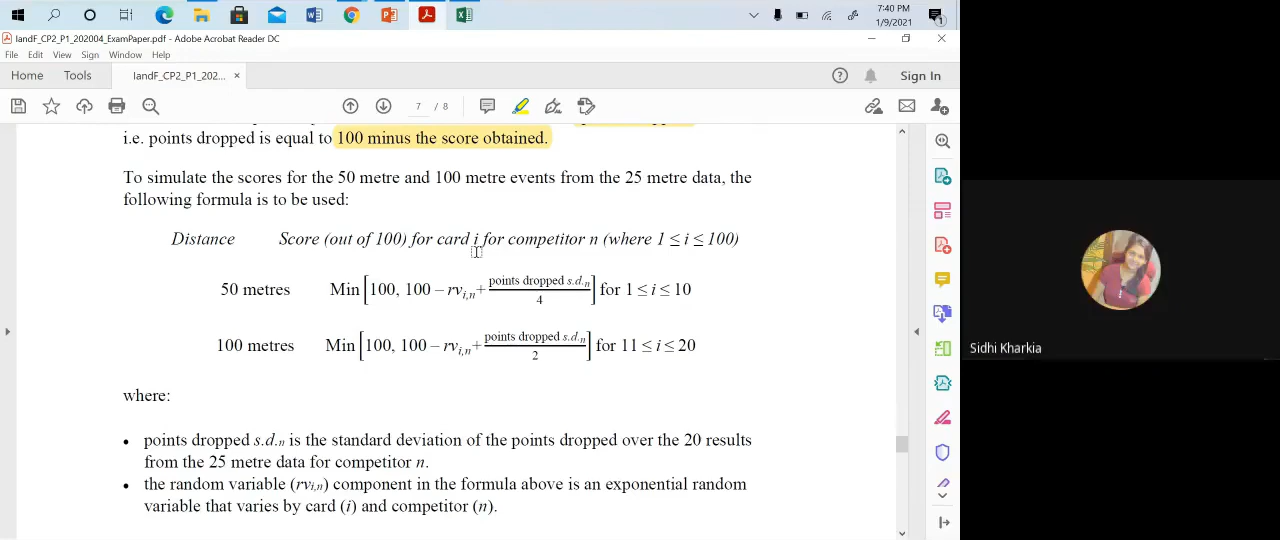 7:40 PM
1/9/2021
IandF_CP2_P1_202004_ExamPaper.pdf - Adobe Acrobat Reader DC
File Edit View Sign Window Help
Home Tools IandF_CP2_P1_202... × Sign In
7 / 8
i.e. points dropped is equal to 100 minus the score obtained.
To simulate the scores for the 50 metre and 100 metre events from the 25 metre data, the
following formula is to be used:
Distance Score (out of 100) for card i for competitor n (where 1 ≤ i ≤ 100)
50 metres Min [100, 100 – rv i,n + points dropped s.d.n / 4] for 1 ≤ i ≤ 10
100 metres Min [100, 100 – rv i,n + points dropped s.d.n / 2] for 11 ≤ i ≤ 20
where:
• points dropped s.d.n is the standard deviation of the points dropped over the 20 results
from the 25 metre data for competitor n.
• the random variable (rv i,n) component in the formula above is an exponential random
variable that varies by card (i) and competitor (n).
Sidhi Kharkia